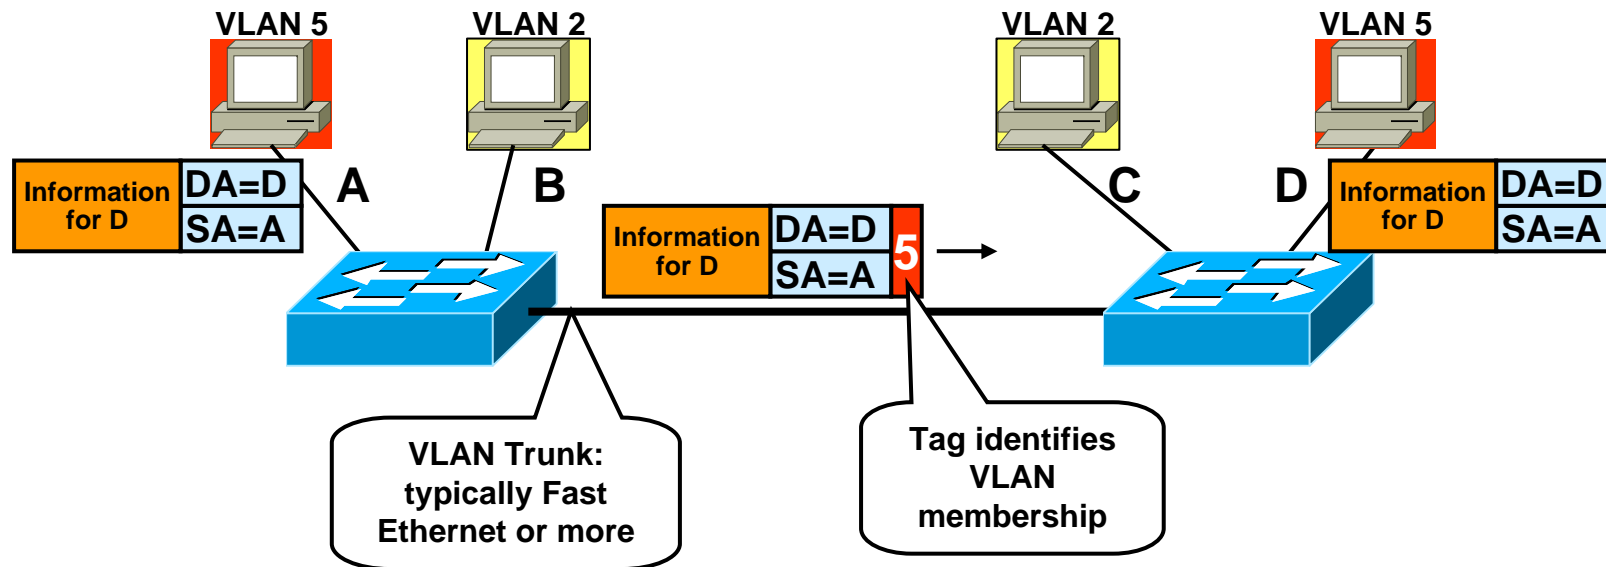 VLAN 5
VLAN 2
VLAN 2
VLAN 5
Information
for D
DA=D
SA=A
A
B
Information
for D
DA=D
SA=A
5
C
D
Information
for D
DA=D
SA=A
VLAN Trunk:
typically Fast
Ethernet or more
Tag identifies
VLAN
membership